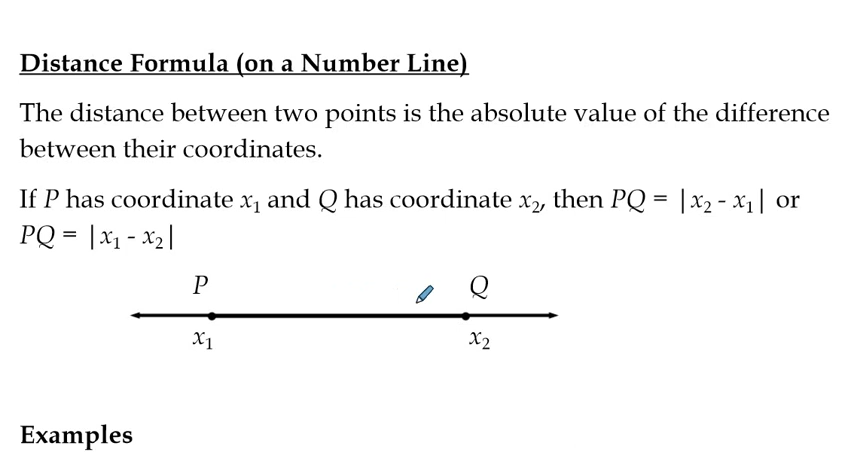 Distance Formula (on a Number Line)
The distance between two points is the absolute value of the difference
between their coordinates.
If P has coordinate x₁ and Q has coordinate x₂, then PQ = |x₂ - x₁| or
PQ = |x₁ - x₂|
P Q
x₁ x₂
Examples